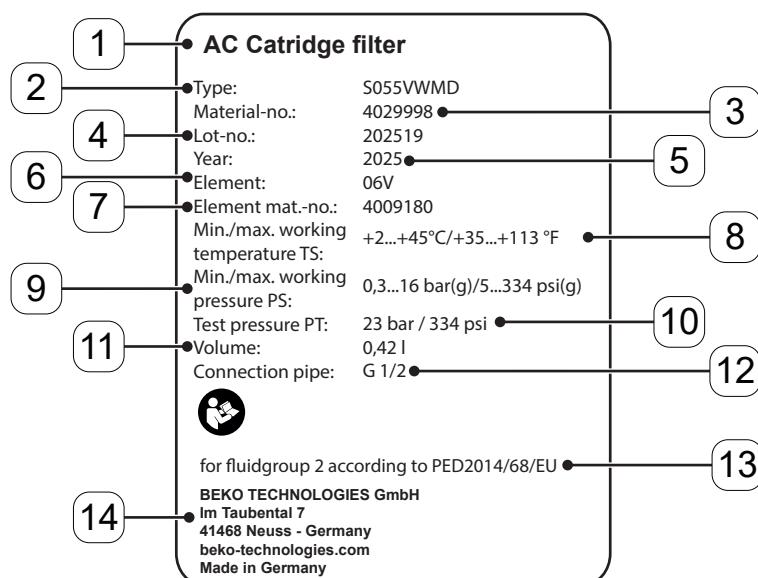 1 AC Catridge filter
2 Type: S055VWMD
Material-no.: 4029998 3
4 Lot-no.: 202519
Year: 2025 5
6 Element: 06V
7 Element mat.-no.: 4009180
Min./max. working
temperature TS: +2...+45°C/+35...+113 °F 8
9 Min./max. working
pressure PS: 0,3...16 bar(g)/5...334 psi(g)
Test pressure PT: 23 bar / 334 psi 10
11 Volume: 0,42 l
Connection pipe: G 1/2 12
for fluidgroup 2 according to PED2014/68/EU 13
BEKO TECHNOLOGIES GmbH
14 Im Taubental 7
41468 Neuss - Germany
beko-technologies.com
Made in Germany